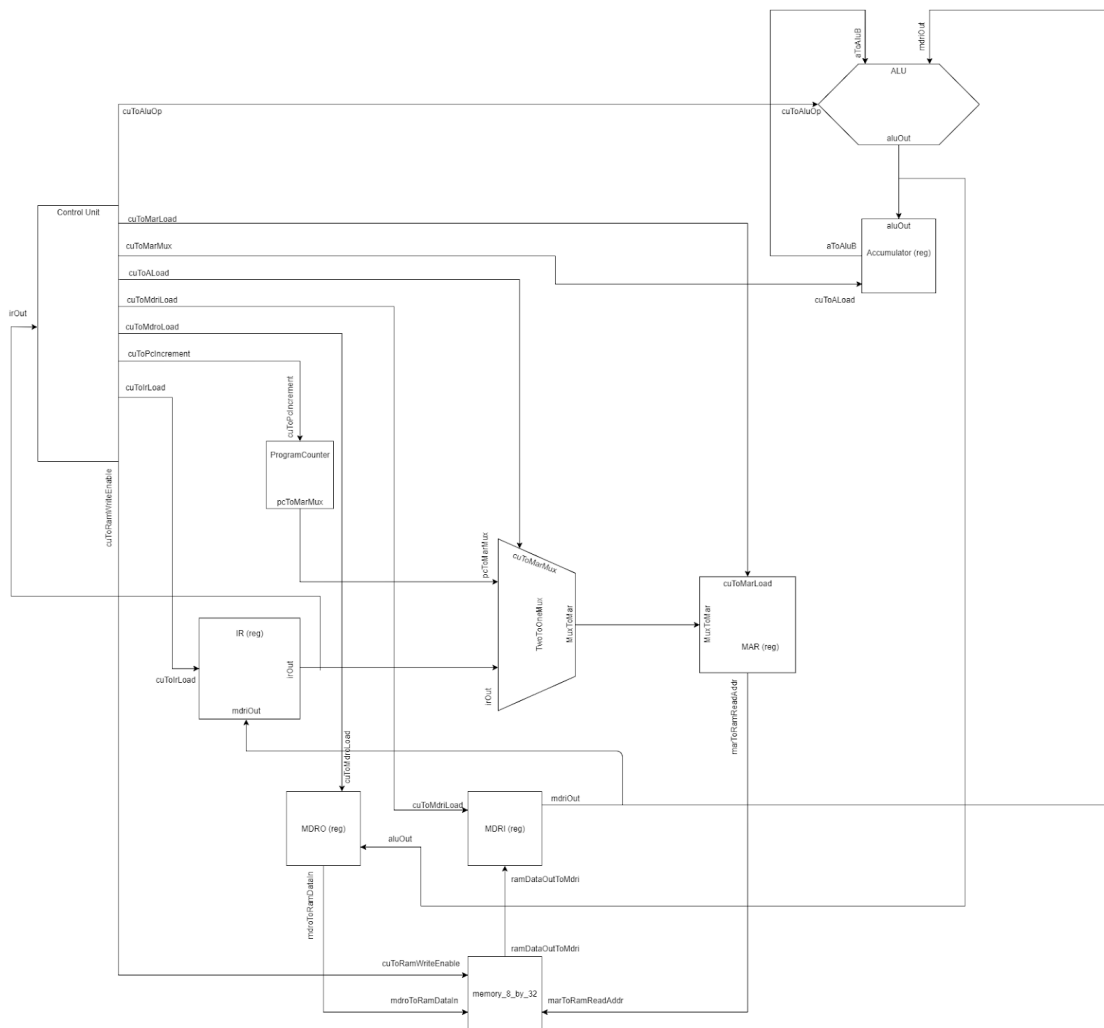 aToAluB
mdriOut
ALU
cuToAluOp
cuToAluOp
aluOut
Control Unit
cuToMarLoad
aluOut
cuToMarMux
aToAluB
Accumulator (reg)
cuToALoad
cuToMdriLoad
cuToALoad
irOut
cuToMdroLoad
cuToPcIncrement
cuToIrLoad
cuToPcIncrement
ProgramCounter
cuToRamWriteEnable
pcToMarMux
pcToMarMux
cuToMarMux
cuToMarLoad
TwoToOneMux
MuxToMar
MuxToMar
IR (reg)
MAR (reg)
irOut
cuToIrLoad
irOut
mdriOut
marToRamReadAddr
cuToMdroLoad
cuToMdriLoad
mdriOut
MDRO (reg)
MDRI (reg)
aluOut
mdroToRamDataIn
ramDataOutToMdri
ramDataOutToMdri
cuToRamWriteEnable
memory_8_by_32
mdroToRamDataIn
marToRamReadAddr